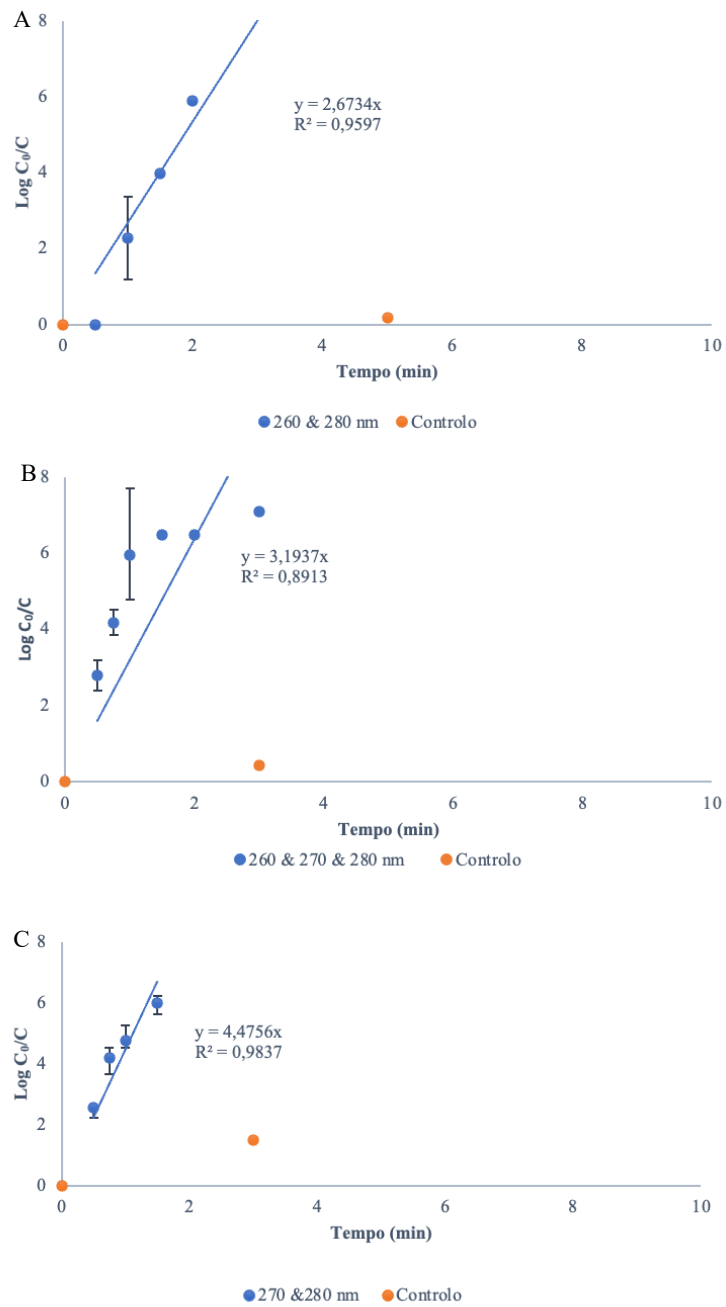 A
8
6
4
2
0
Log C₀/C
y = 2,6734x
R² = 0,9597
0 2 4 6 8 10
Tempo (min)
260 & 280 nm Controlo
B
8
6
4
2
0
Log C₀/C
y = 3,1937x
R² = 0,8913
0 2 4 6 8 10
Tempo (min)
260 & 270 & 280 nm Controlo
C
8
6
4
2
0
Log C₀/C
y = 4,4756x
R² = 0,9837
0 2 4 6 8 10
Tempo (min)
270 &280 nm Controlo